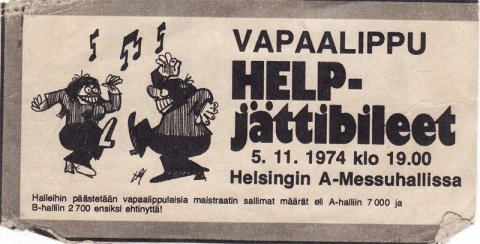 VAPAALIPPU
HELP-
jättibileet
5. 11. 1974 klo 19.00
Helsingin A-Messuhallissa
Halleihin päästetään vapaalippulaisia maistraatin sallimat määrät eli A-halliin 7 000 ja
B-halliin 2 700 ensiksi ehtinyttä!